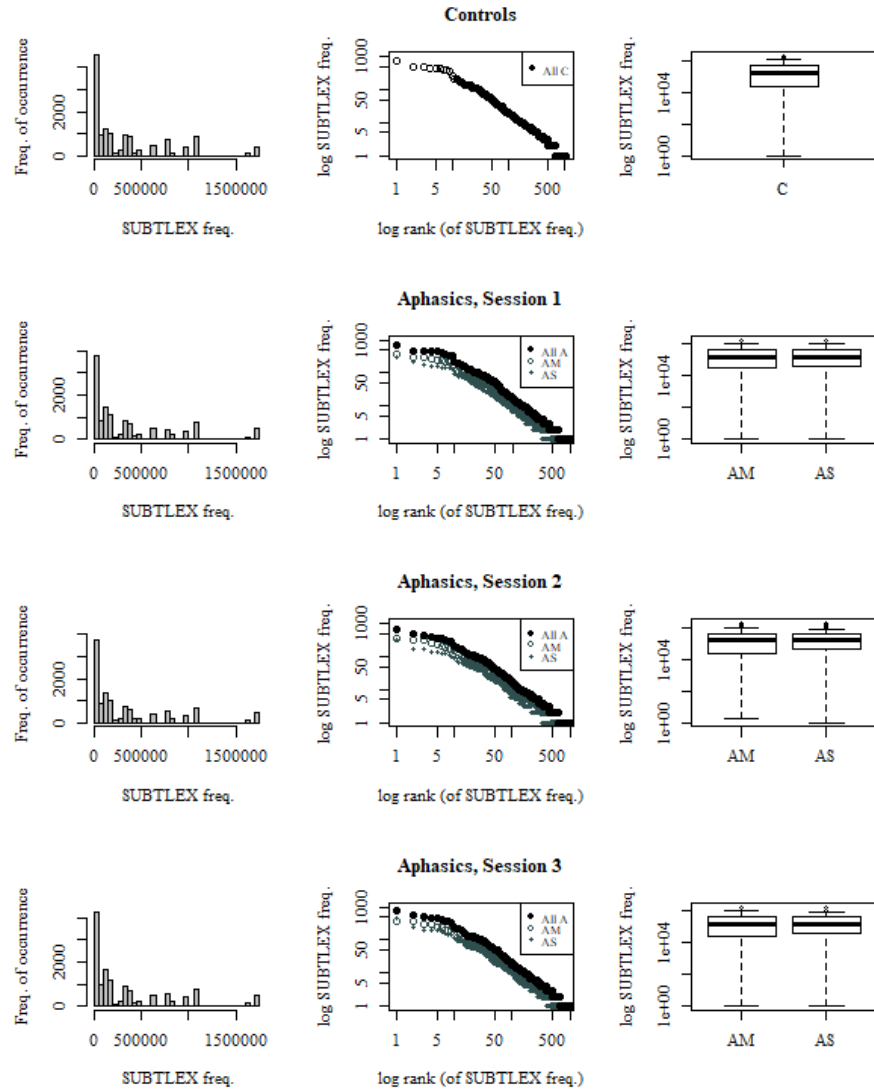 Controls
Freq. of occurrence
2000
0
0 500000 1500000
SUBTLEX freq.
log SUBTLEX freq.
1000
50
5
1
All C
1 5 50 500
log rank (of SUBTLEX freq.)
log SUBTLEX freq.
1e+04
1e+00
C
Aphasics, Session 1
Freq. of occurrence
2000
0
0 500000 1500000
SUBTLEX freq.
log SUBTLEX freq.
1000
50
5
1
All A
AM
AS
1 5 50 500
log rank (of SUBTLEX freq.)
log SUBTLEX freq.
1e+04
1e+00
AM AS
Aphasics, Session 2
Freq. of occurrence
2000
0
0 500000 1500000
SUBTLEX freq.
log SUBTLEX freq.
1000
50
5
1
All A
AM
AS
1 5 50 500
log rank (of SUBTLEX freq.)
log SUBTLEX freq.
1e+04
1e+00
AM AS
Aphasics, Session 3
Freq. of occurrence
2000
0
0 500000 1500000
SUBTLEX freq.
log SUBTLEX freq.
1000
50
5
1
All A
AM
AS
1 5 50 500
log rank (of SUBTLEX freq.)
log SUBTLEX freq.
1e+04
1e+00
AM AS